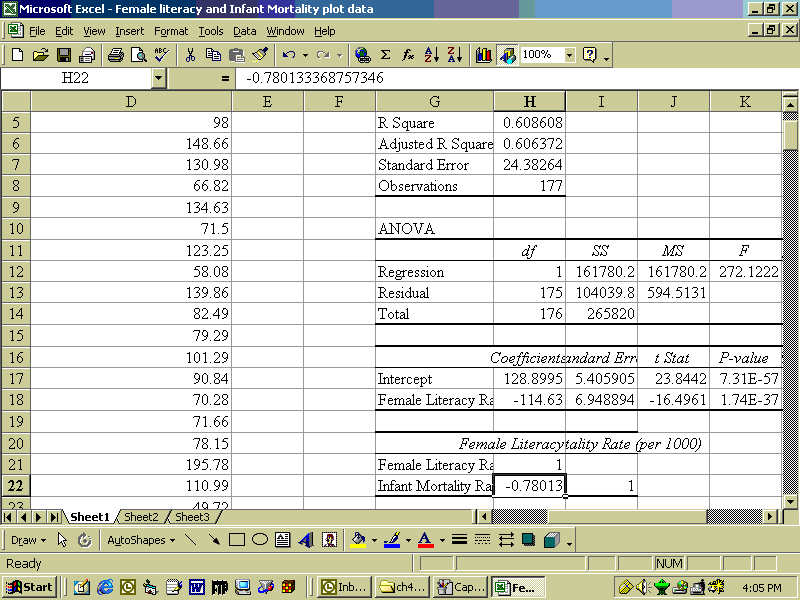 Microsoft Excel - Female literacy and Infant Mortality plot data
File Edit View Insert Format Tools Data Window Help
100%
H22 = -0.780133368757346
D E F G H I J K
5 98 R Square 0.608608
6 148.66 Adjusted R Square 0.606372
7 130.98 Standard Error 24.38264
8 66.82 Observations 177
9 134.63
10 71.5 ANOVA
11 123.25 df SS MS F
12 58.08 Regression 1 161780.2 161780.2 272.1222
13 139.86 Residual 175 104039.8 594.5131
14 82.49 Total 176 265820
15 79.29
16 101.29 Coefficients andard Erro t Stat P-value
17 90.84 Intercept 128.8995 5.405905 23.8442 7.31E-57
18 70.28 Female Literacy Ra -114.63 6.948894 -16.4961 1.74E-37
19 71.66
20 78.15 Female Literacy tality Rate (per 1000)
21 195.78 Female Literacy Ra 1
22 110.99 Infant Mortality Ra -0.78013 1
23 49.72
Sheet1 Sheet2 Sheet3
Draw AutoShapes
Ready NUM
Start Inb... ch4... Cap... Fe... 4:05 PM